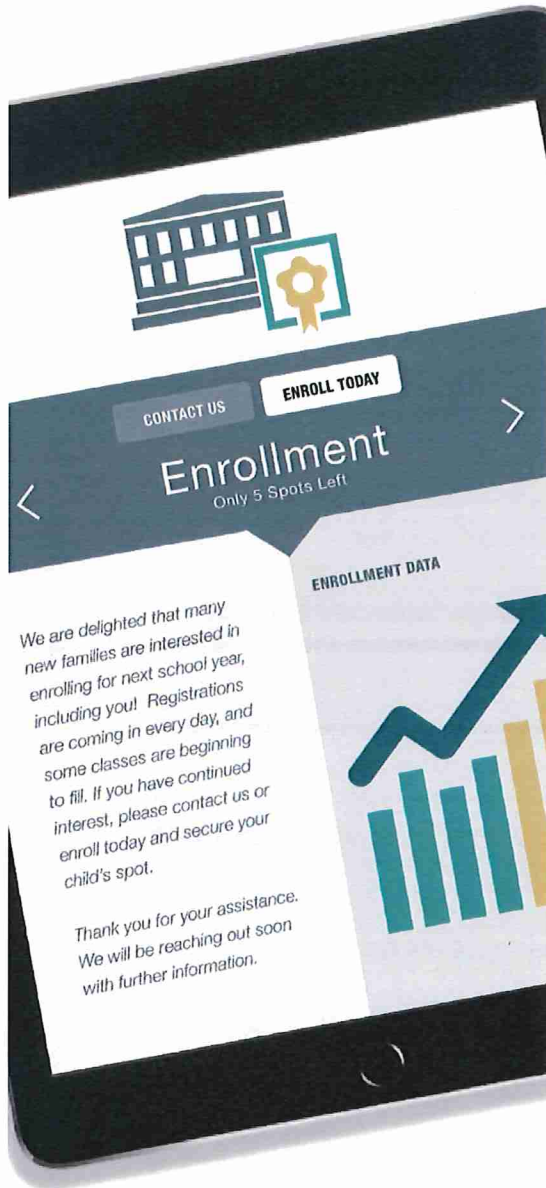 CONTACT US
ENROLL TODAY
Enrollment
Only 5 Spots Left
We are delighted that many
new families are interested in
enrolling for next school year,
including you! Registrations
are coming in every day, and
some classes are beginning
to fill. If you have continued
interest, please contact us or
enroll today and secure your
child's spot.
Thank you for your assistance.
We will be reaching out soon
with further information.
ENROLLMENT DATA